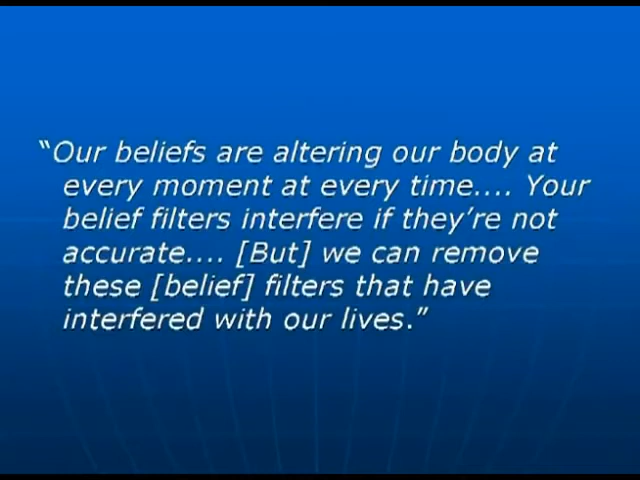 “Our beliefs are altering our body at
every moment at every time.... Your
belief filters interfere if they’re not
accurate.... [But] we can remove
these [belief] filters that have
interfered with our lives.”